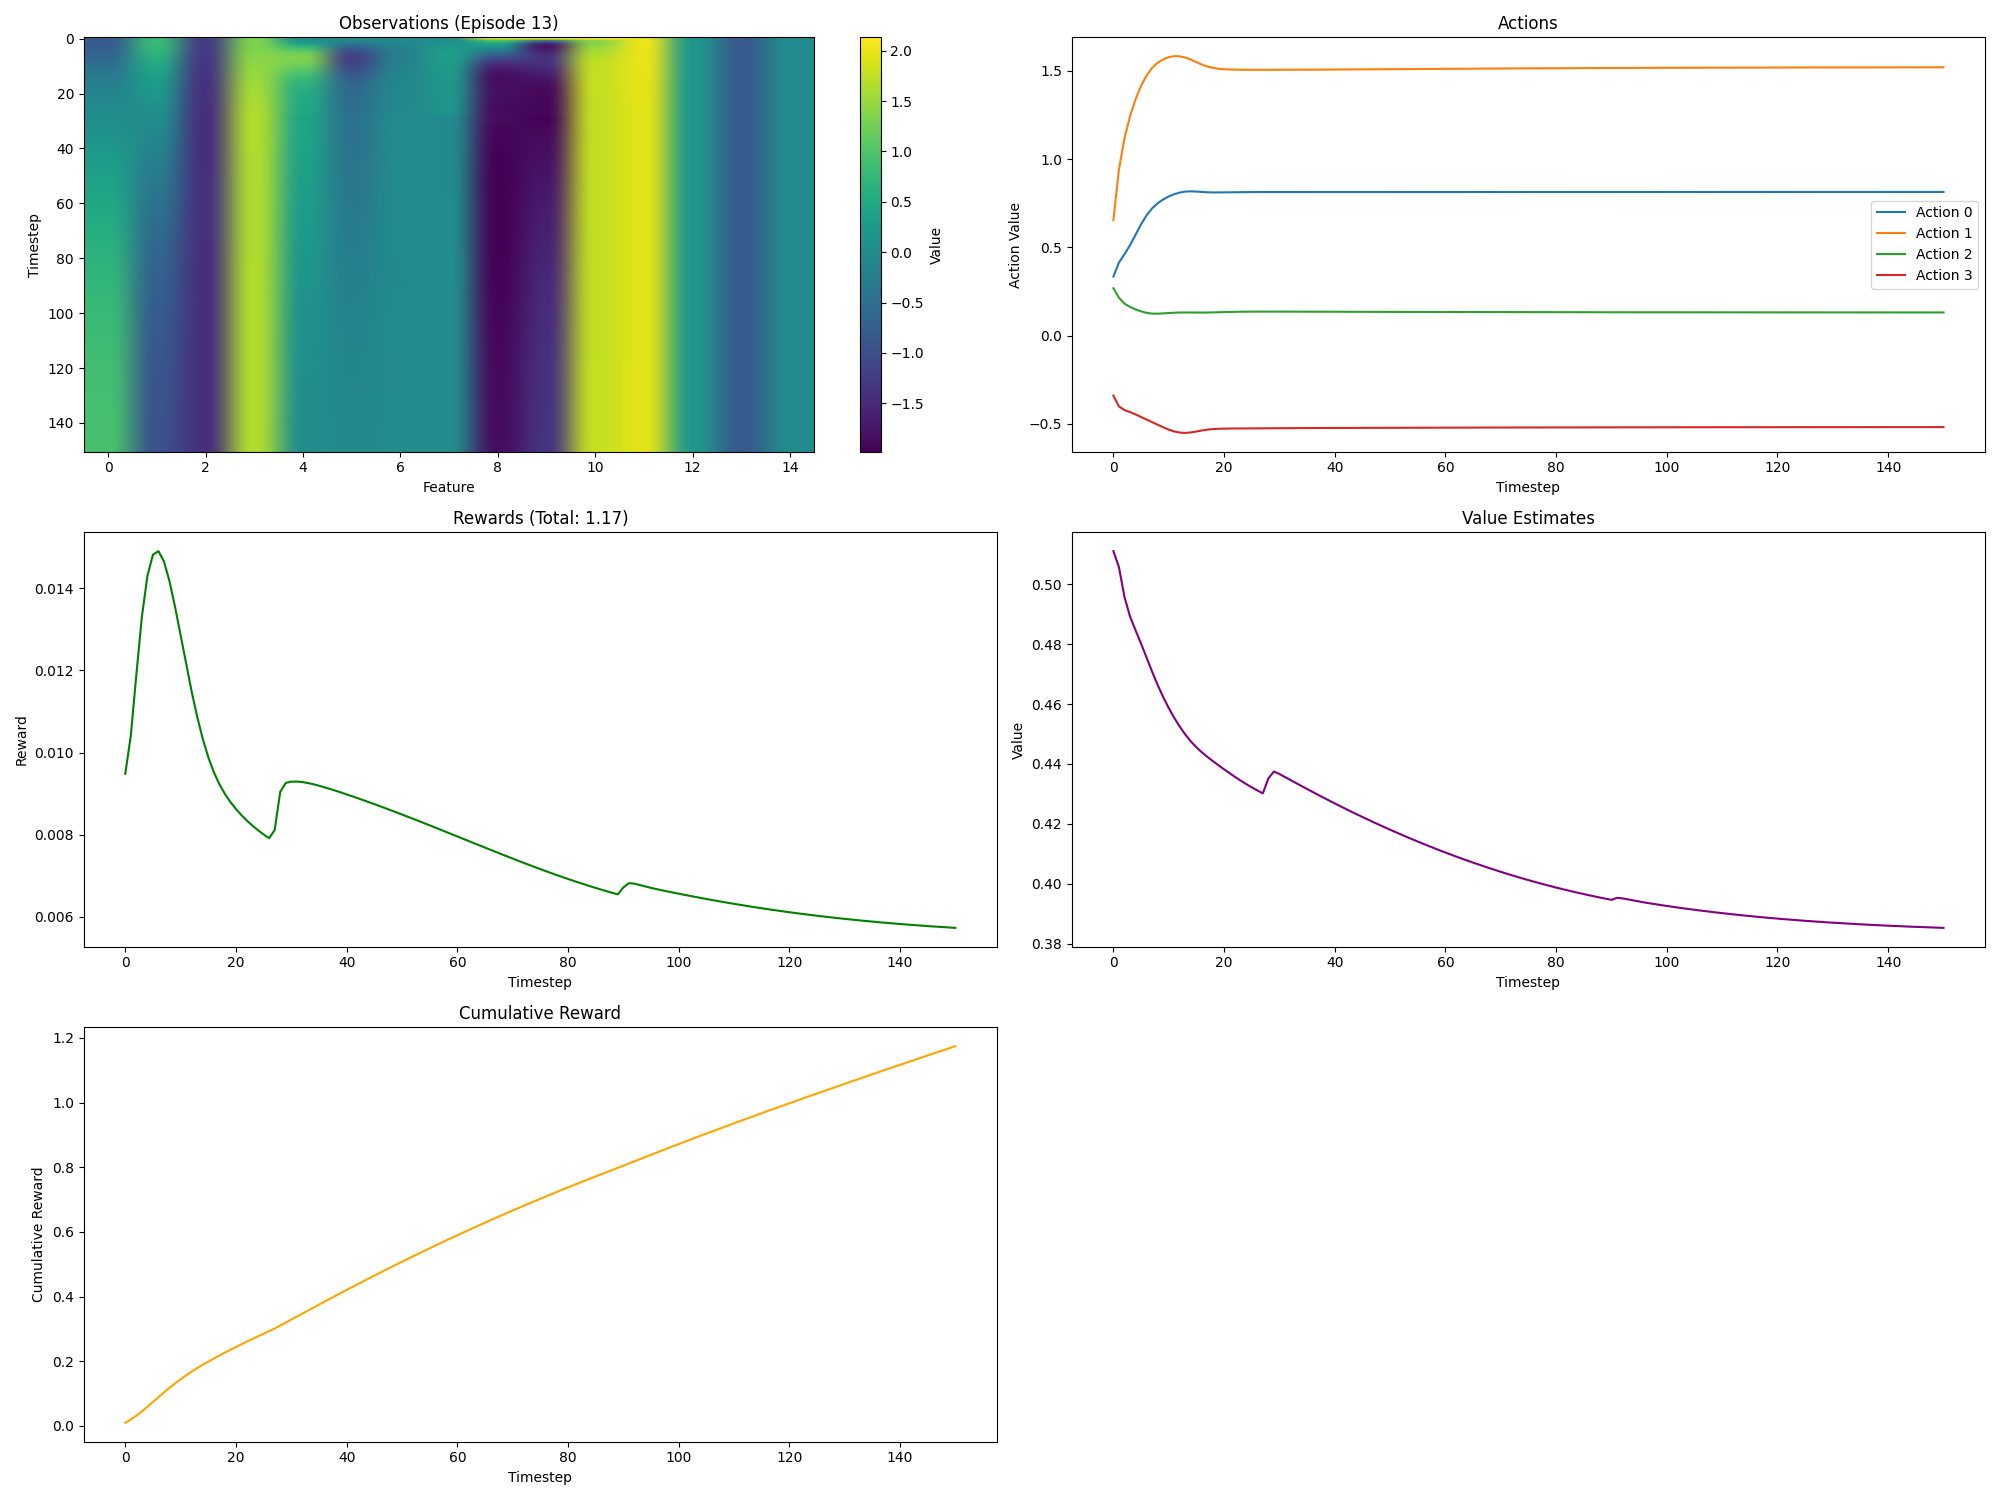 Observations (Episode 13)
0
20
40
60
80
100
120
140
Timestep
0 2 4 6 8 10 12 14
Feature
2.0
1.5
1.0
0.5
0.0
−0.5
−1.0
−1.5
Value
Actions
1.5
1.0
0.5
0.0
−0.5
Action Value
Action 0
Action 1
Action 2
Action 3
0 20 40 60 80 100 120 140
Timestep
Rewards (Total: 1.17)
0.014
0.012
0.010
0.008
0.006
Reward
0 20 40 60 80 100 120 140
Timestep
Value Estimates
0.50
0.48
0.46
0.44
0.42
0.40
0.38
Value
0 20 40 60 80 100 120 140
Timestep
Cumulative Reward
1.2
1.0
0.8
0.6
0.4
0.2
0.0
Cumulative Reward
0 20 40 60 80 100 120 140
Timestep